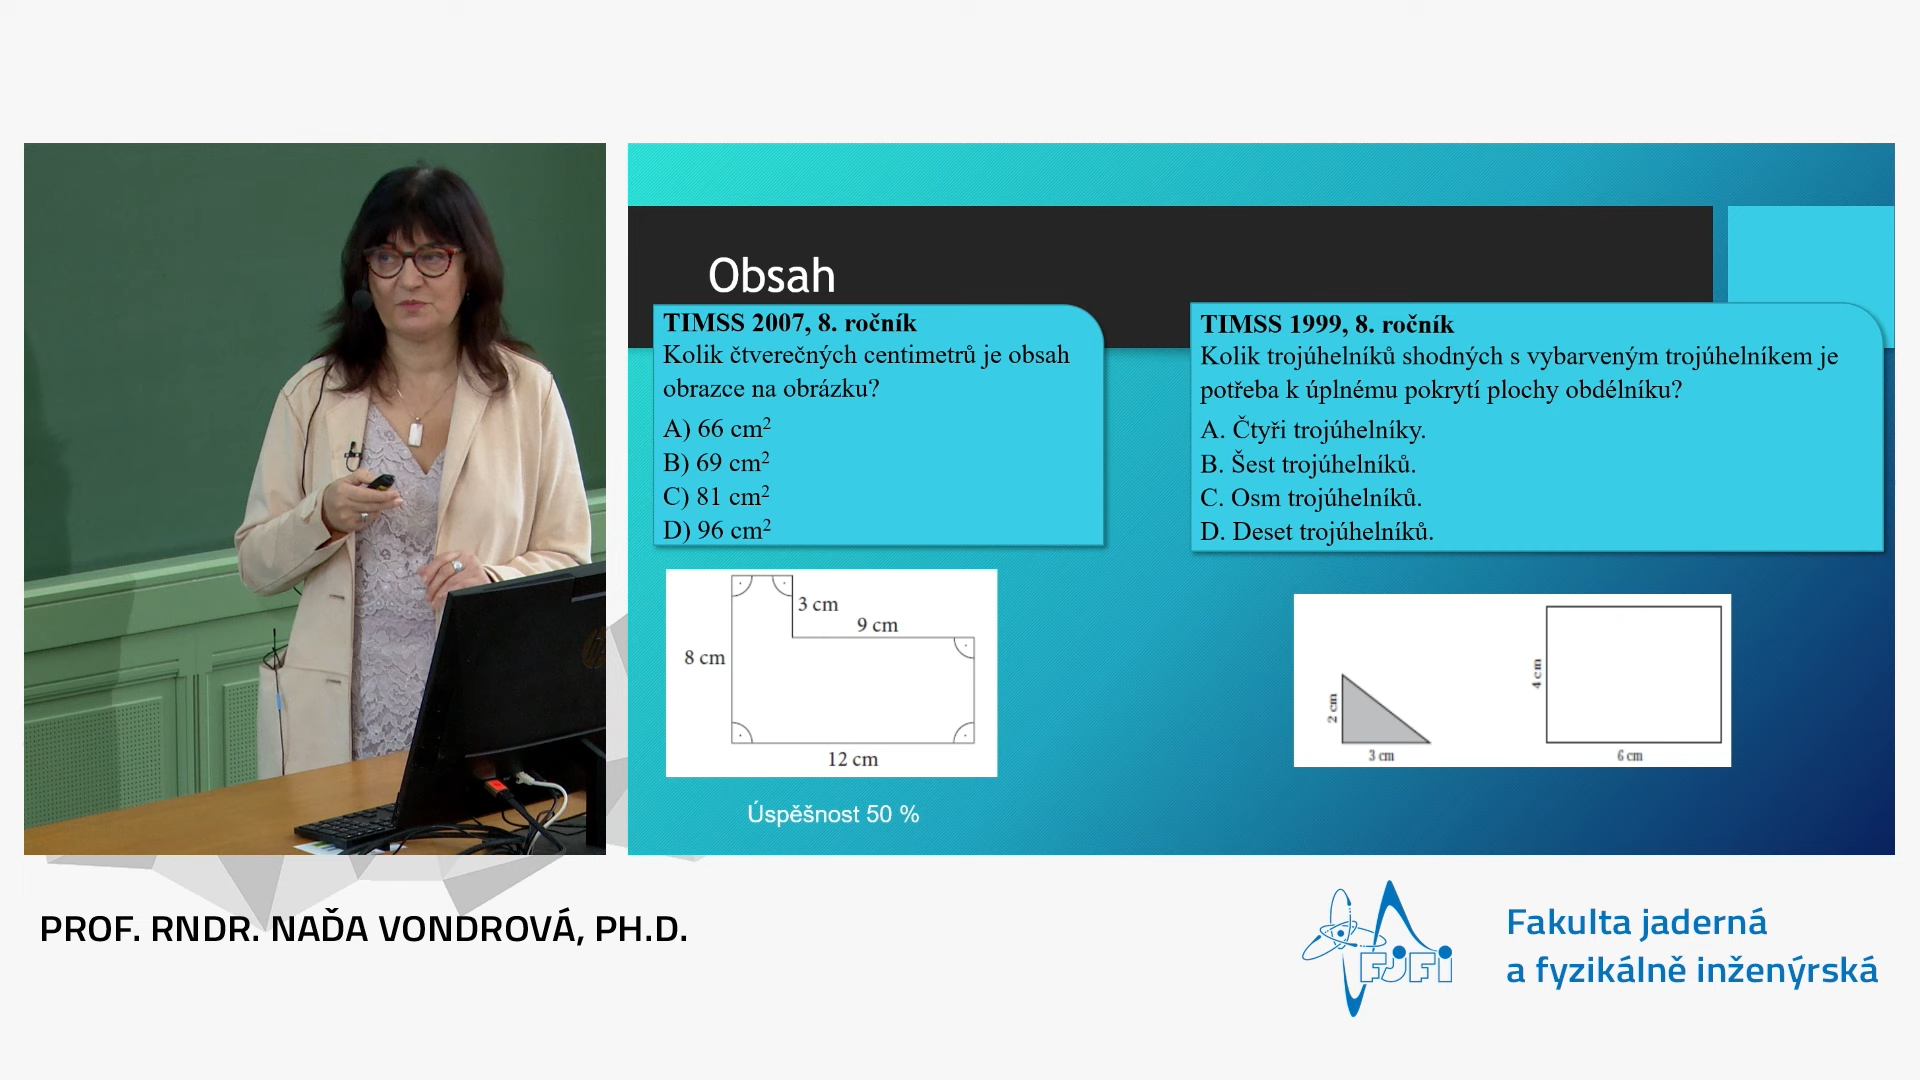 Obsah
TIMSS 2007, 8. ročník
Kolik čtverečných centimetrů je obsah
obrazce na obrázku?
A) 66 cm²
B) 69 cm²
C) 81 cm²
D) 96 cm²
3 cm
9 cm
8 cm
12 cm
Úspěšnost 50 %
TIMSS 1999, 8. ročník
Kolik trojúhelníků shodných s vybarveným trojúhelníkem je
potřeba k úplnému pokrytí plochy obdélníku?
A. Čtyři trojúhelníky.
B. Šest trojúhelníků.
C. Osm trojúhelníků.
D. Deset trojúhelníků.
2 cm
3 cm
4 cm
6 cm
PROF. RNDR. NAĎA VONDROVÁ, PH.D.
FJFI
Fakulta jaderná
a fyzikálně inženýrská